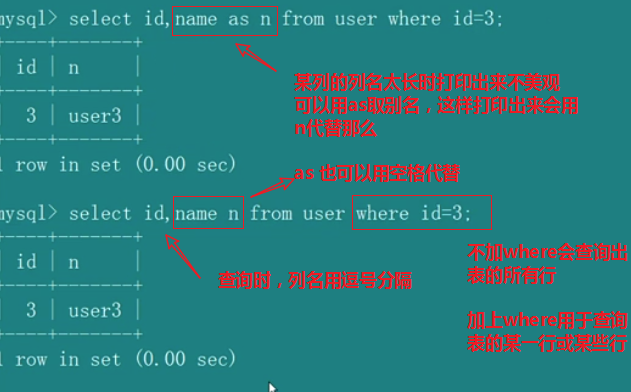 mysql> select id,name as n from user where id=3;
+----+-------+
| id | n     |
+----+-------+
|  3 | user3 |
+----+-------+
1 row in set (0.00 sec)
某列的列名太长时打印出来不美观
可以用as取别名，这样打印出来会用
n代替那么
as 也可以用空格代替
mysql> select id,name n from user where id=3;
+----+-------+
| id | n     |
+----+-------+
|  3 | user3 |
+----+-------+
1 row in set (0.00 sec)
查询时，列名用逗号分隔
不加where会查询出
表的所有行
加上where用于查询
表的某一行或某些行